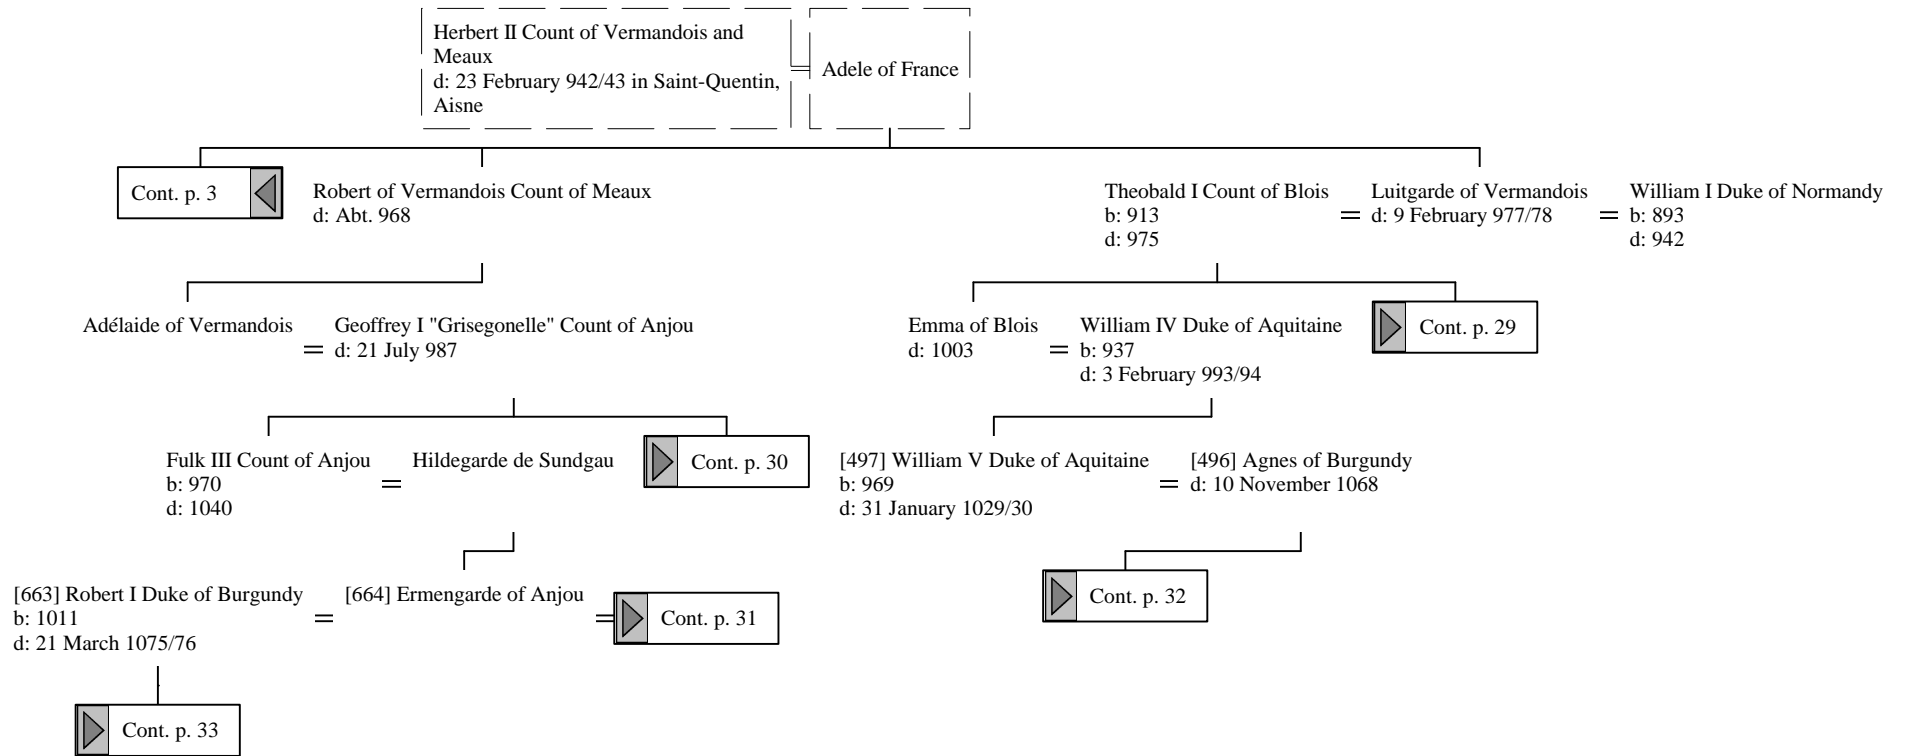 Herbert II Count of Vermandois and
Meaux
d: 23 February 942/43 in Saint-Quentin,
Aisne
Adele of France
Cont. p. 3
Robert of Vermandois Count of Meaux
d: Abt. 968
Theobald I Count of Blois
b: 913
d: 975
=
Luitgarde of Vermandois
d: 9 February 977/78
=
William I Duke of Normandy
b: 893
d: 942
Adélaide of Vermandois
=
Geoffrey I "Grisegonelle" Count of Anjou
d: 21 July 987
Emma of Blois
d: 1003
=
William IV Duke of Aquitaine
b: 937
d: 3 February 993/94
Cont. p. 29
Fulk III Count of Anjou
b: 970
d: 1040
=
Hildegarde de Sundgau
Cont. p. 30
[497] William V Duke of Aquitaine
b: 969
d: 31 January 1029/30
=
[496] Agnes of Burgundy
d: 10 November 1068
[663] Robert I Duke of Burgundy
b: 1011
d: 21 March 1075/76
=
[664] Ermengarde of Anjou
=
Cont. p. 31
Cont. p. 32
Cont. p. 33